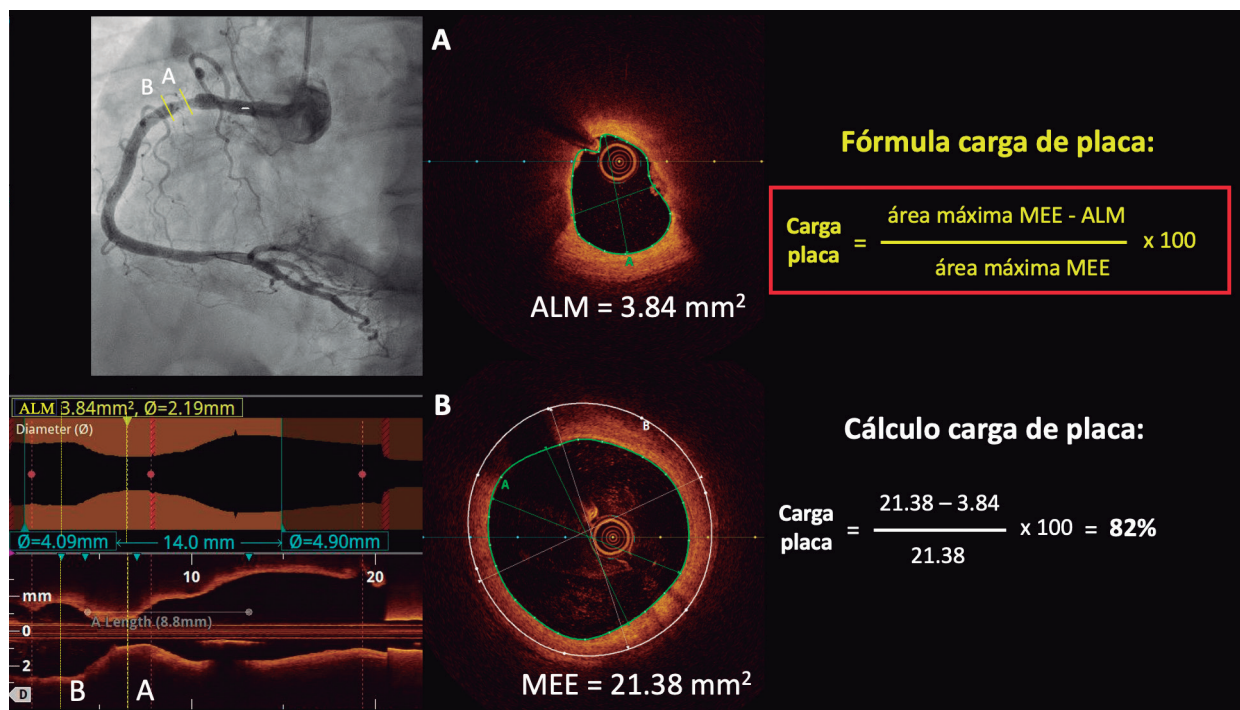 B A
A
ALM = 3.84 mm²
Fórmula carga de placa:
Carga placa = área máxima MEE - ALM / área máxima MEE x 100
ALM 3.84mm², Ø=2.19mm
Diameter (Ø)
Ø=4.09mm 14.0 mm Ø=4.90mm
10 20
mm
A Length (8.8mm)
0
2
D
B A
B
A
B
A
MEE = 21.38 mm²
Cálculo carga de placa:
Carga placa = 21.38 – 3.84 / 21.38 x 100 = 82%